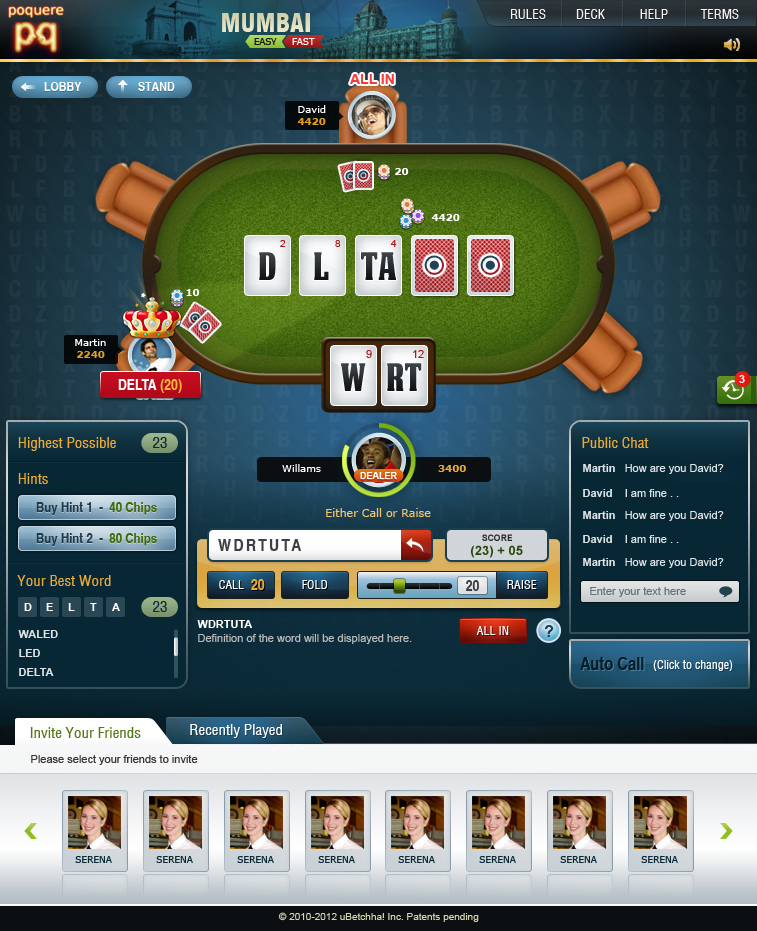 poquere
pq
MUMBAI
EASY FAST
RULES DECK HELP TERMS
LOBBY STAND
ALL IN
David
4420
20
4420
2 8 4
D L TA
10
Martin
2240
DELTA (20)
9 12
W RT
3
Highest Possible 23
Hints
Buy Hint 1 - 40 Chips
Buy Hint 2 - 80 Chips
Your Best Word
D E L T A 23
WALED
LED
DELTA
Willams 3400
DEALER
Either Call or Raise
WDRTUTA
SCORE
(23) + 05
CALL 20 FOLD 20 RAISE
WDRTUTA
Definition of the word will be displayed here.
ALL IN ?
Public Chat
Martin How are you David?
David I am fine . .
Martin How are you David?
David I am fine . .
Martin How are you David?
Enter your text here
Auto Call (Click to change)
Invite Your Friends Recently Played
Please select your friends to invite
SERENA SERENA SERENA SERENA SERENA SERENA SERENA SERENA
© 2010-2012 uBetchha! Inc. Patents pending